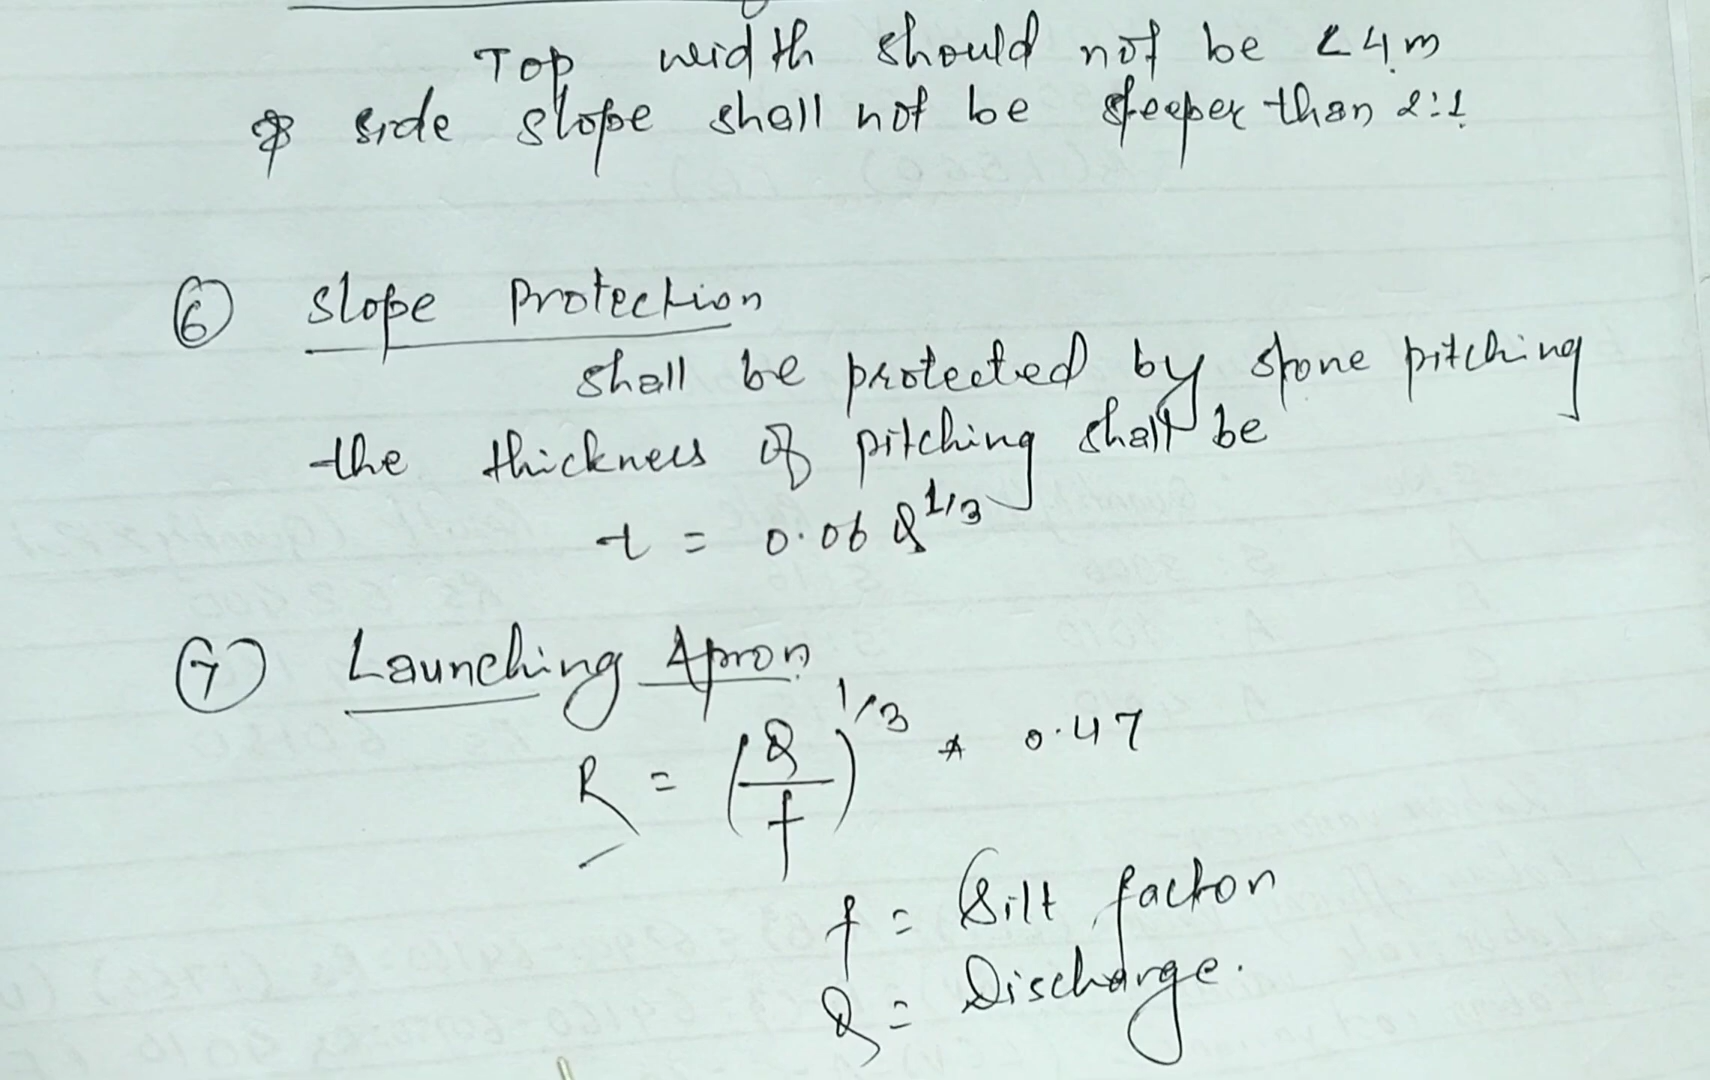 Top width should not be < 4m
& side slope shall not be steeper than 2:1
⑥ Slope Protection
shall be protected by stone pitching
the thickness of pitching shall be
t = 0.06 Q^1/3
⑦ Launching Apron
R = (Q/f)^1/3 * 0.47
f = Silt factor
Q = Discharge.